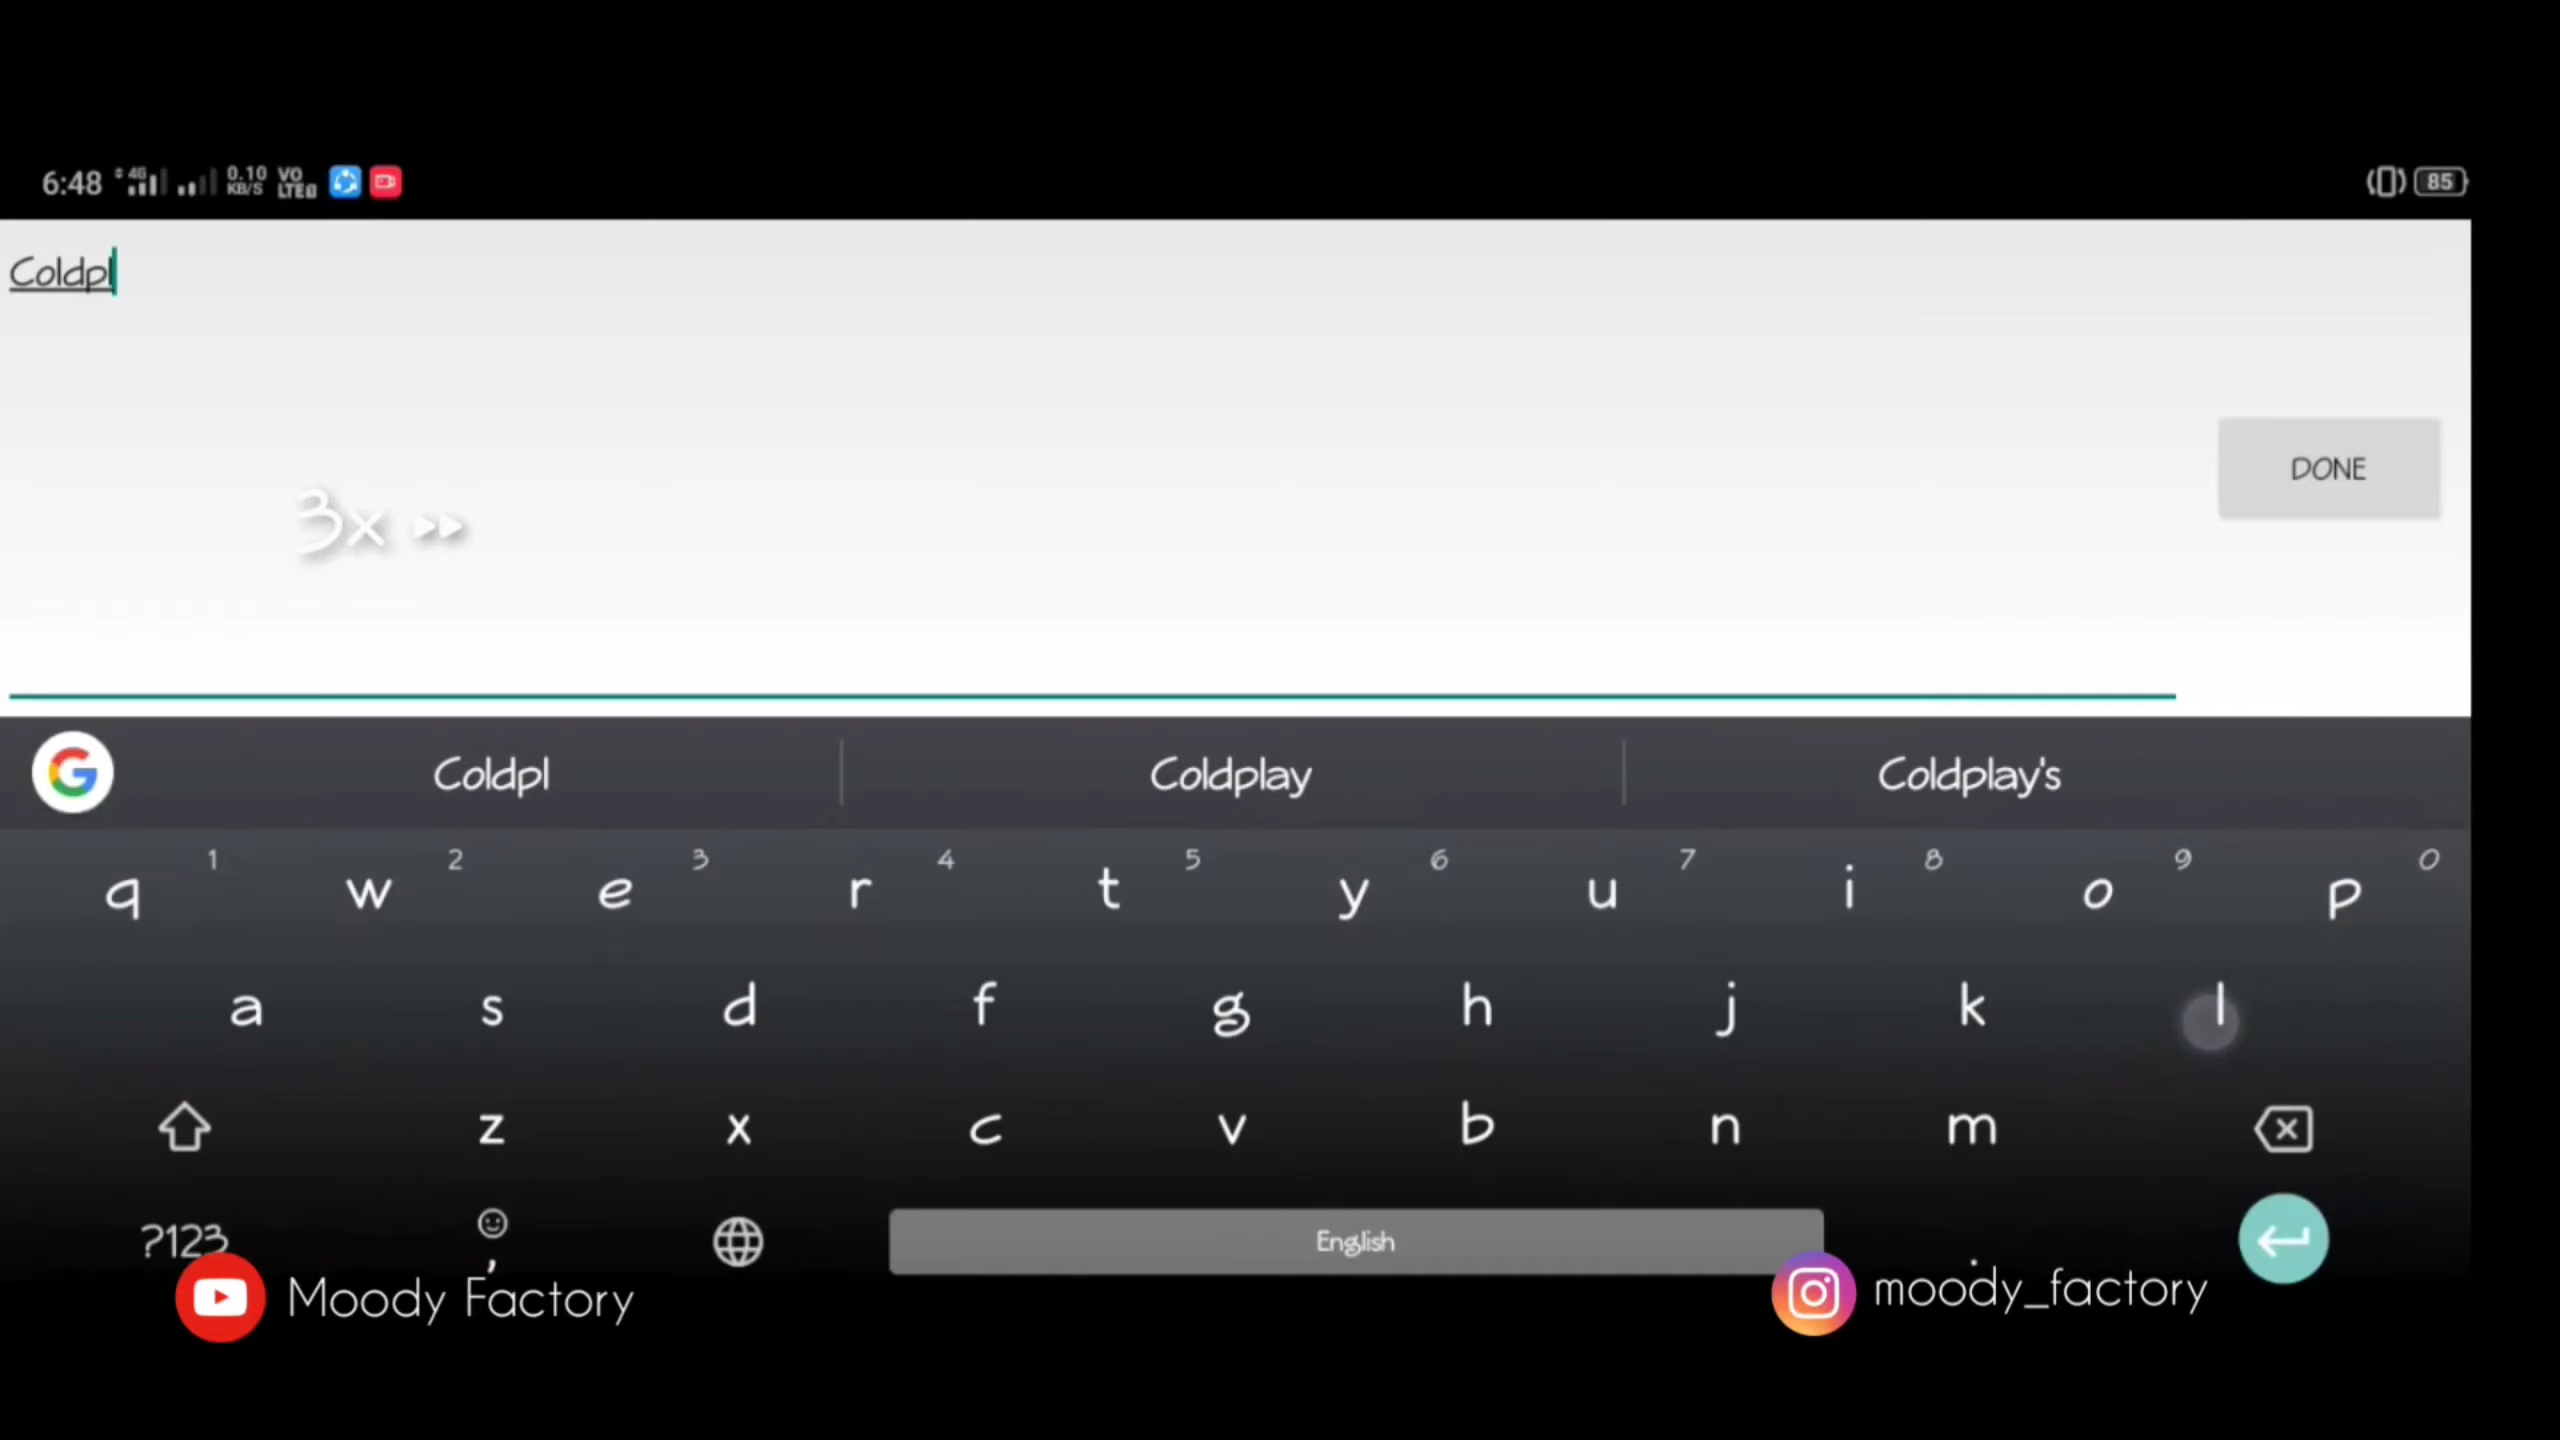 6:48 4G 0.10 KB/S VO LTE 85
Coldpl
DONE
3x
Coldpl Coldplay Coldplay's
1 2 3 4 5 6 7 8 9 0
q w e r t y u i o p
a s d f g h j k l
z x c v b n m
?123 , English .
Moody Factory moody_factory